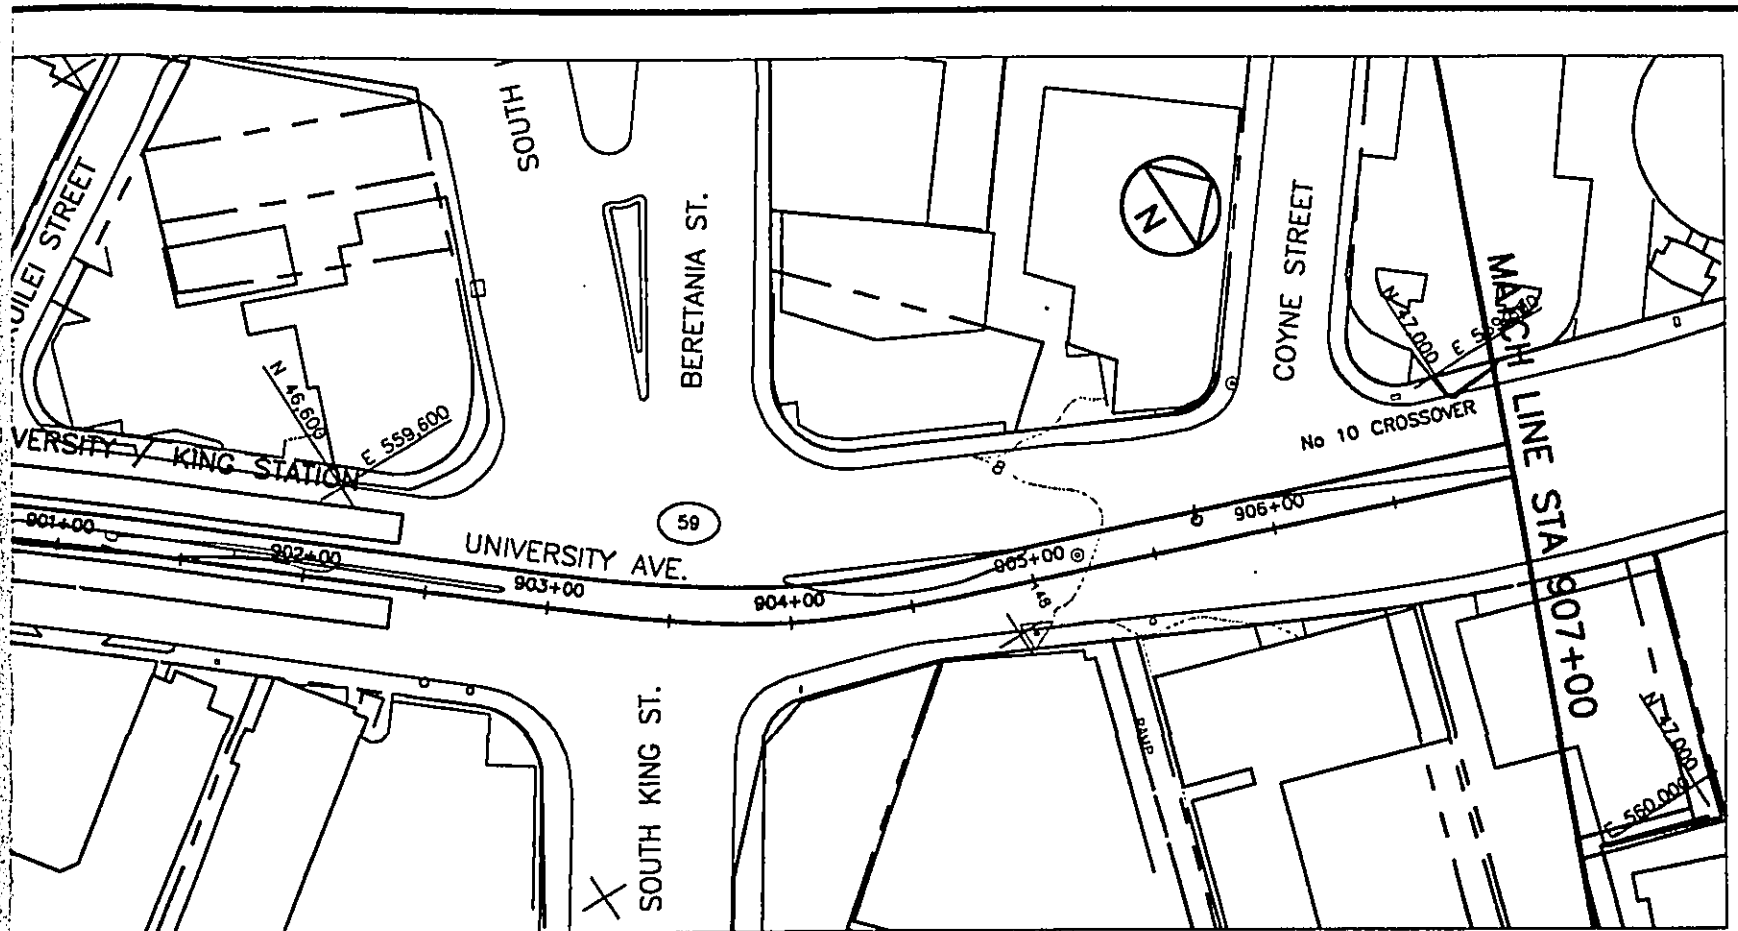 SOUTH
N
STREET
BERETANIA ST.
COYNE STREET
MATCH LINE STA 907+00
N 47,000
E
N 46,600
E 559,600
No 10 CROSSOVER
VERSITY / KING STATION
901+00
902+00
UNIVERSITY AVE.
59
903+00
904+00
905+00
906+00
48
SOUTH KING ST.
RAMP
N 47,000
E 560,000